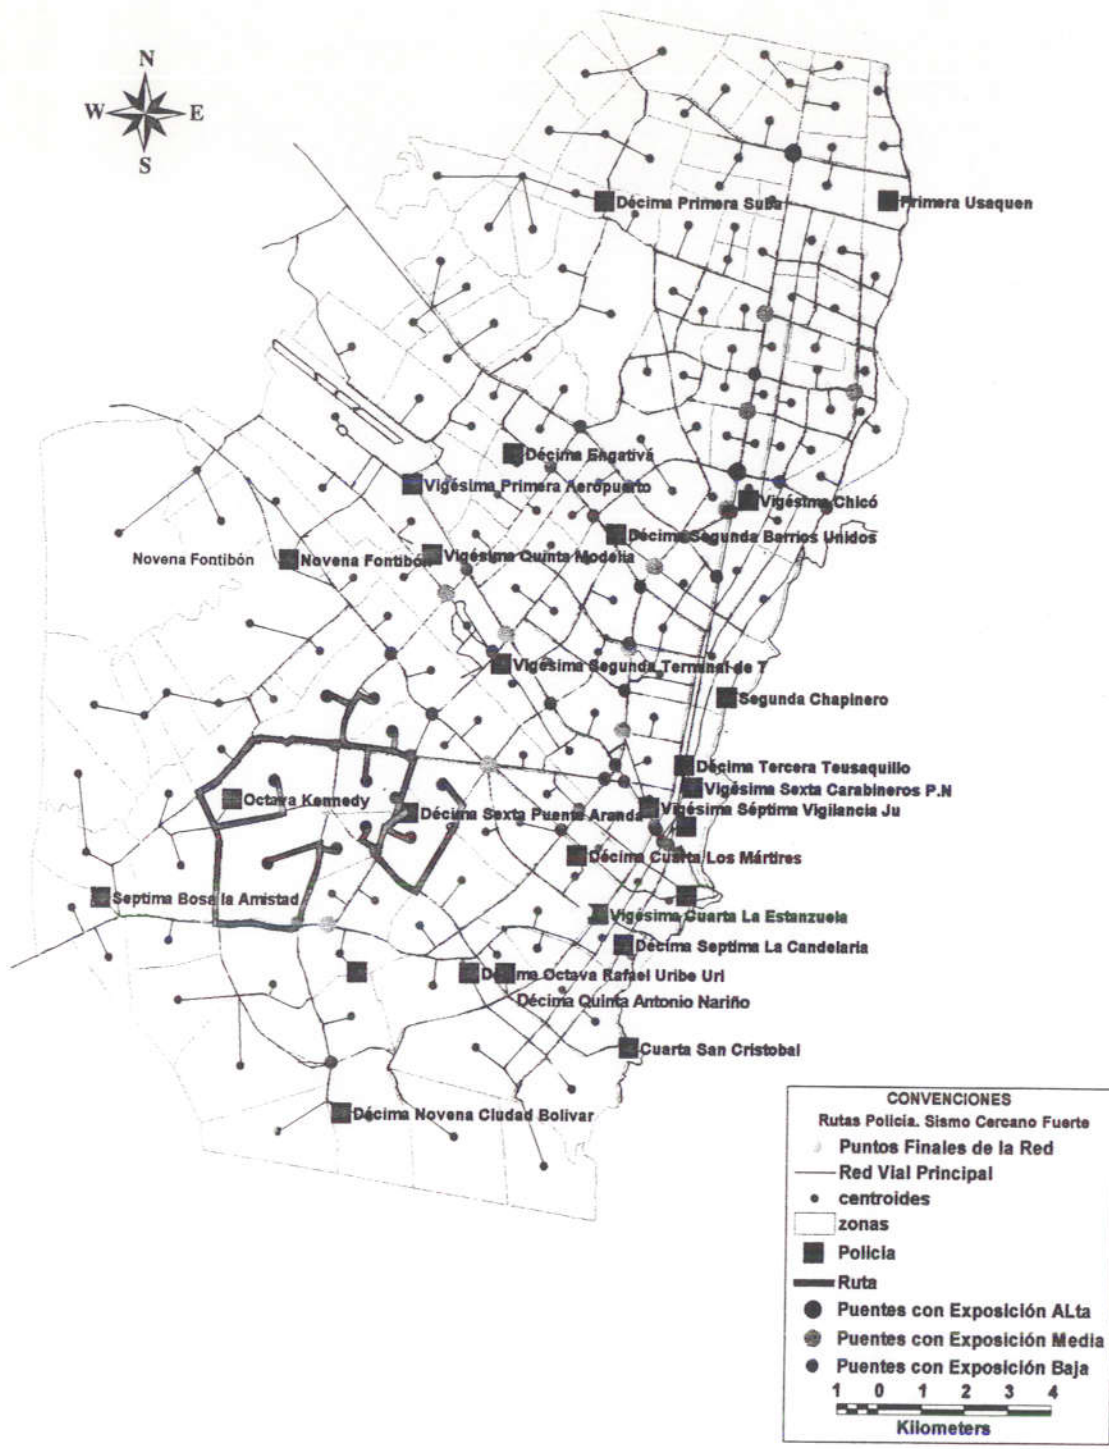 N
W E
S
Décima Primera Suba
Primera Usaquen
Décima Engativá
Vigésima Primera Aeropuerto
Vigésima Chicó
Décima Segunda Barrios Unidos
Novena Fontibón
Novena Fontibón
Vigésima Quinta Modelia
Vigésima Segunda Terminal de T
Segunda Chapinero
Décima Tercera Teusaquillo
Vigésima Sexta Carabineros P.N
Octava Kennedy
Décima Sexta Puente Aranda
Vigésima Séptima Vigilancia Ju
Décima Cuarta Los Mártires
Septima Bosa la Amistad
Vigésima Cuarta La Estanzuela
Décima Septima La Candelaria
Décima Octava Rafael Uribe Uri
Décima Quinta Antonio Nariño
Cuarta San Cristobal
Décima Novena Ciudad Bolivar
CONVENCIONES
Rutas Policia. Sismo Cercano Fuerte
Puntos Finales de la Red
Red Vial Principal
centroides
zonas
Policia
Ruta
Puentes con Exposición ALta
Puentes con Exposición Media
Puentes con Exposición Baja
1 0 1 2 3 4
Kilometers